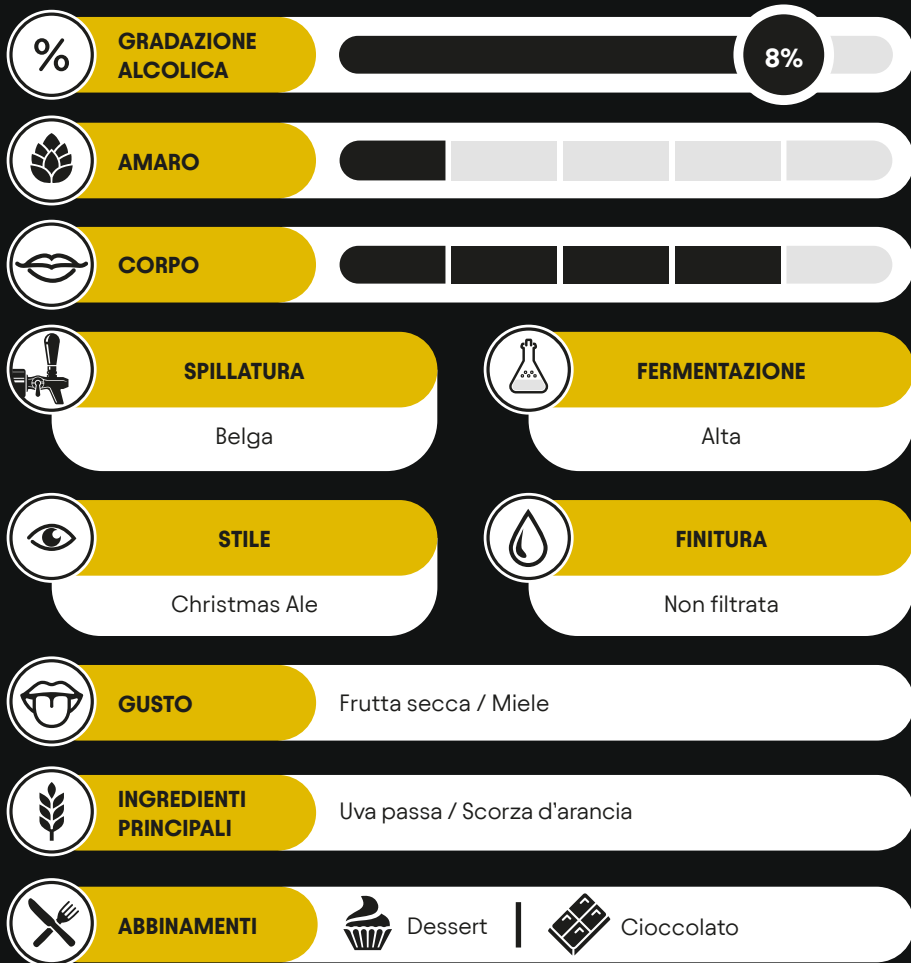 %
GRADAZIONE
ALCOLICA
8%
AMARO
CORPO
SPILLATURA
FERMENTAZIONE
Belga
Alta
STILE
FINITURA
Christmas Ale
Non filtrata
GUSTO
Frutta secca / Miele
INGREDIENTI
PRINCIPALI
Uva passa / Scorza d'arancia
ABBINAMENTI
Dessert
Cioccolato